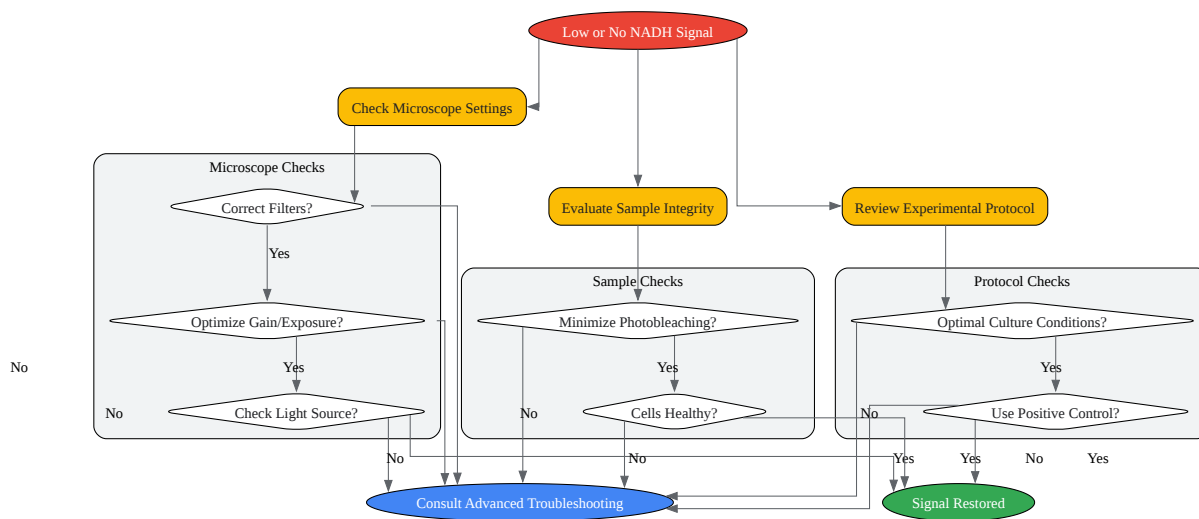 Low or No NADH Signal
Check Microscope Settings
Microscope Checks
Correct Filters?
Evaluate Sample Integrity
Review Experimental Protocol
Yes
Sample Checks
Protocol Checks
Optimize Gain/Exposure?
Minimize Photobleaching?
Optimal Culture Conditions?
No
Yes
Yes
Yes
No
Check Light Source?
No
Cells Healthy?
No
Use Positive Control?
No
No
Yes
Yes
No
Yes
Consult Advanced Troubleshooting
Signal Restored